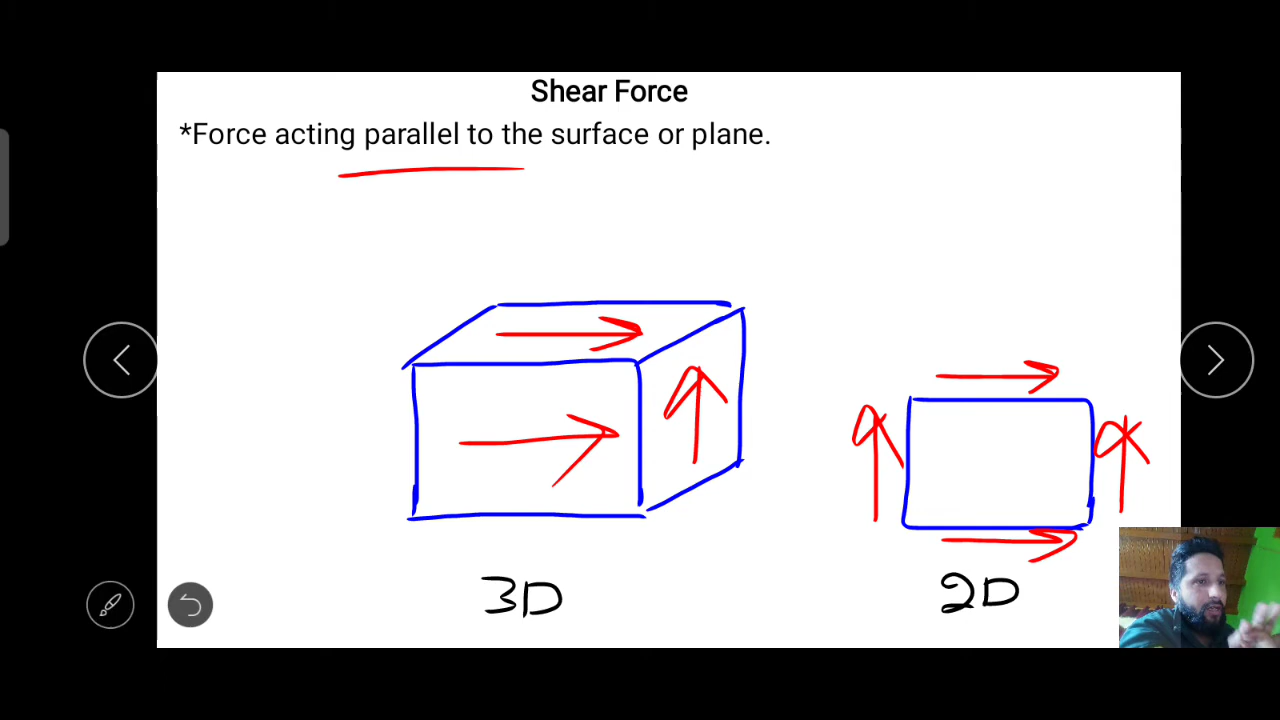 Shear Force
*Force acting parallel to the surface or plane.
3D
2D